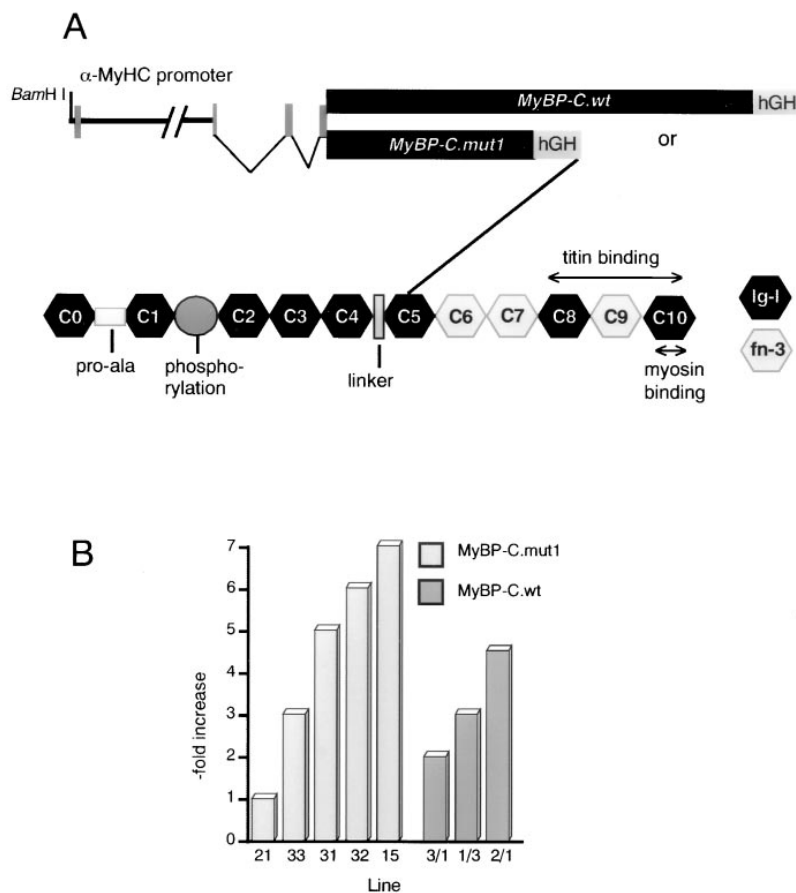 A
α-MyHC promoter
BamH I
MyBP-C.wt
hGH
MyBP-C.mut1
hGH
or
titin binding
C0
C1
C2
C3
C4
C5
C6
C7
C8
C9
C10
Ig-I
fn-3
pro-ala
phospho-
rylation
linker
myosin
binding
B
MyBP-C.mut1
MyBP-C.wt
-fold increase
7
6
5
4
3
2
1
0
21 33 31 32 15 3/1 1/3 2/1
Line